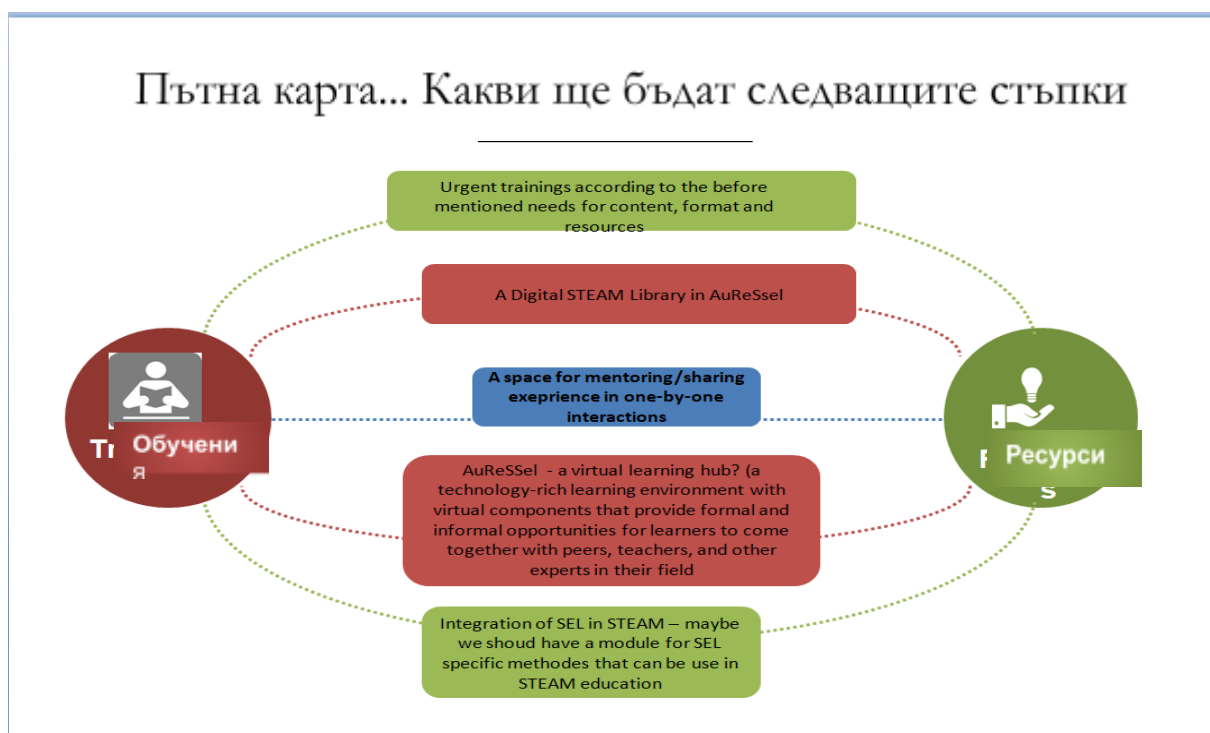 Пътна карта... Какви ще бъдат следващите стъпки
Urgent trainings according to the before
mentioned needs for content, format and
resources
A Digital STEAM Library in AuReSsel
A space for mentoring/sharing
exeprience in one-by-one
interactions
Обучени
я
Ресурси
AuReSSel - a virtual learning hub? (a
technology-rich learning environment with
virtual components that provide formal and
informal opportunities for learners to come
together with peers, teachers, and other
experts in their field
Integration of SEL in STEAM – maybe
we shoud have a module for SEL
specific methodes that can be use in
STEAM education